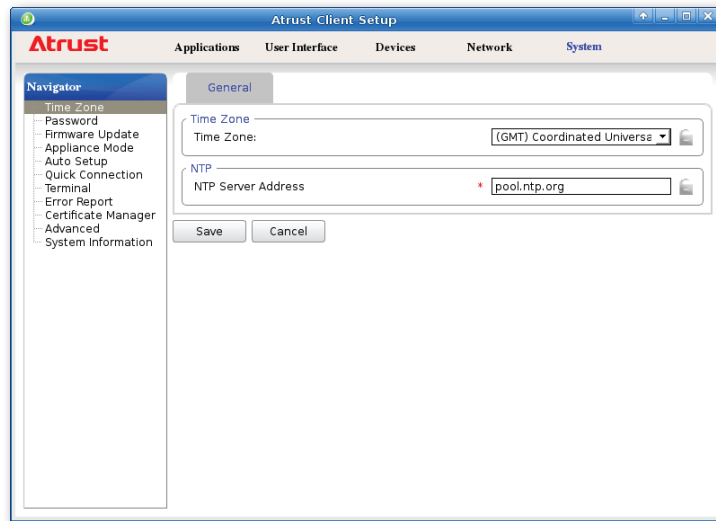 Atrust Client Setup
Atrust
Applications User Interface Devices Network System
Navigator
Time Zone
Password
Firmware Update
Appliance Mode
Auto Setup
Quick Connection
Terminal
Error Report
Certificate Manager
Advanced
System Information
General
Time Zone
Time Zone: (GMT) Coordinated Universa
NTP
NTP Server Address * pool.ntp.org
Save Cancel